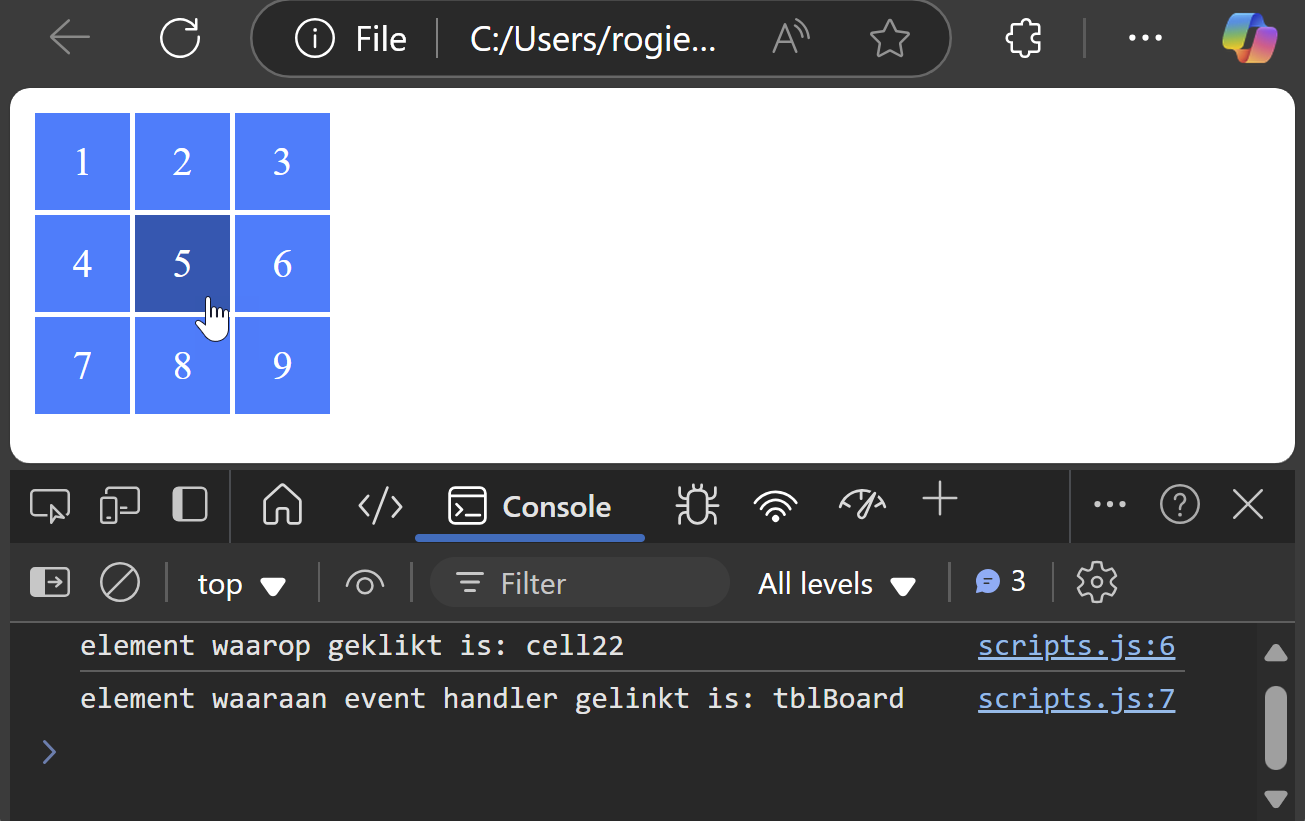 File C:/Users/rogie...
1 2 3
4 5 6
7 8 9
Console
top Filter All levels 3
element waarop geklikt is: cell22 scripts.js:6
element waaraan event handler gelinkt is: tblBoard scripts.js:7